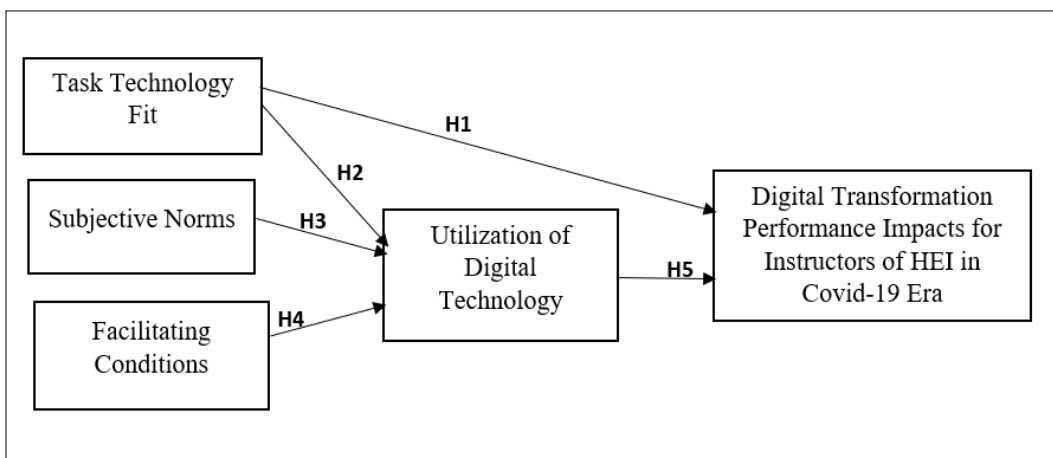 Task Technology
Fit
H1
H2
Subjective Norms
H3
Utilization of
Digital
Technology
Digital Transformation
Performance Impacts for
Instructors of HEI in
Covid-19 Era
H5
Facilitating
Conditions
H4